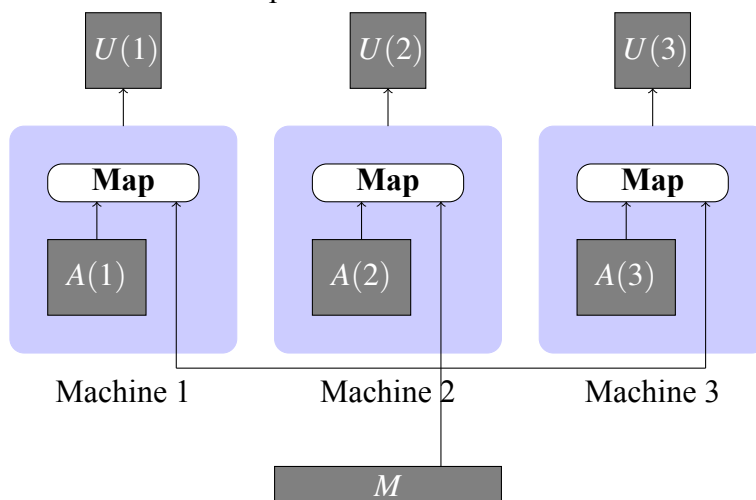 U(1) U(2) U(3)
Map Map Map
A(1) A(2) A(3)
Machine 1 Machine 2 Machine 3
M